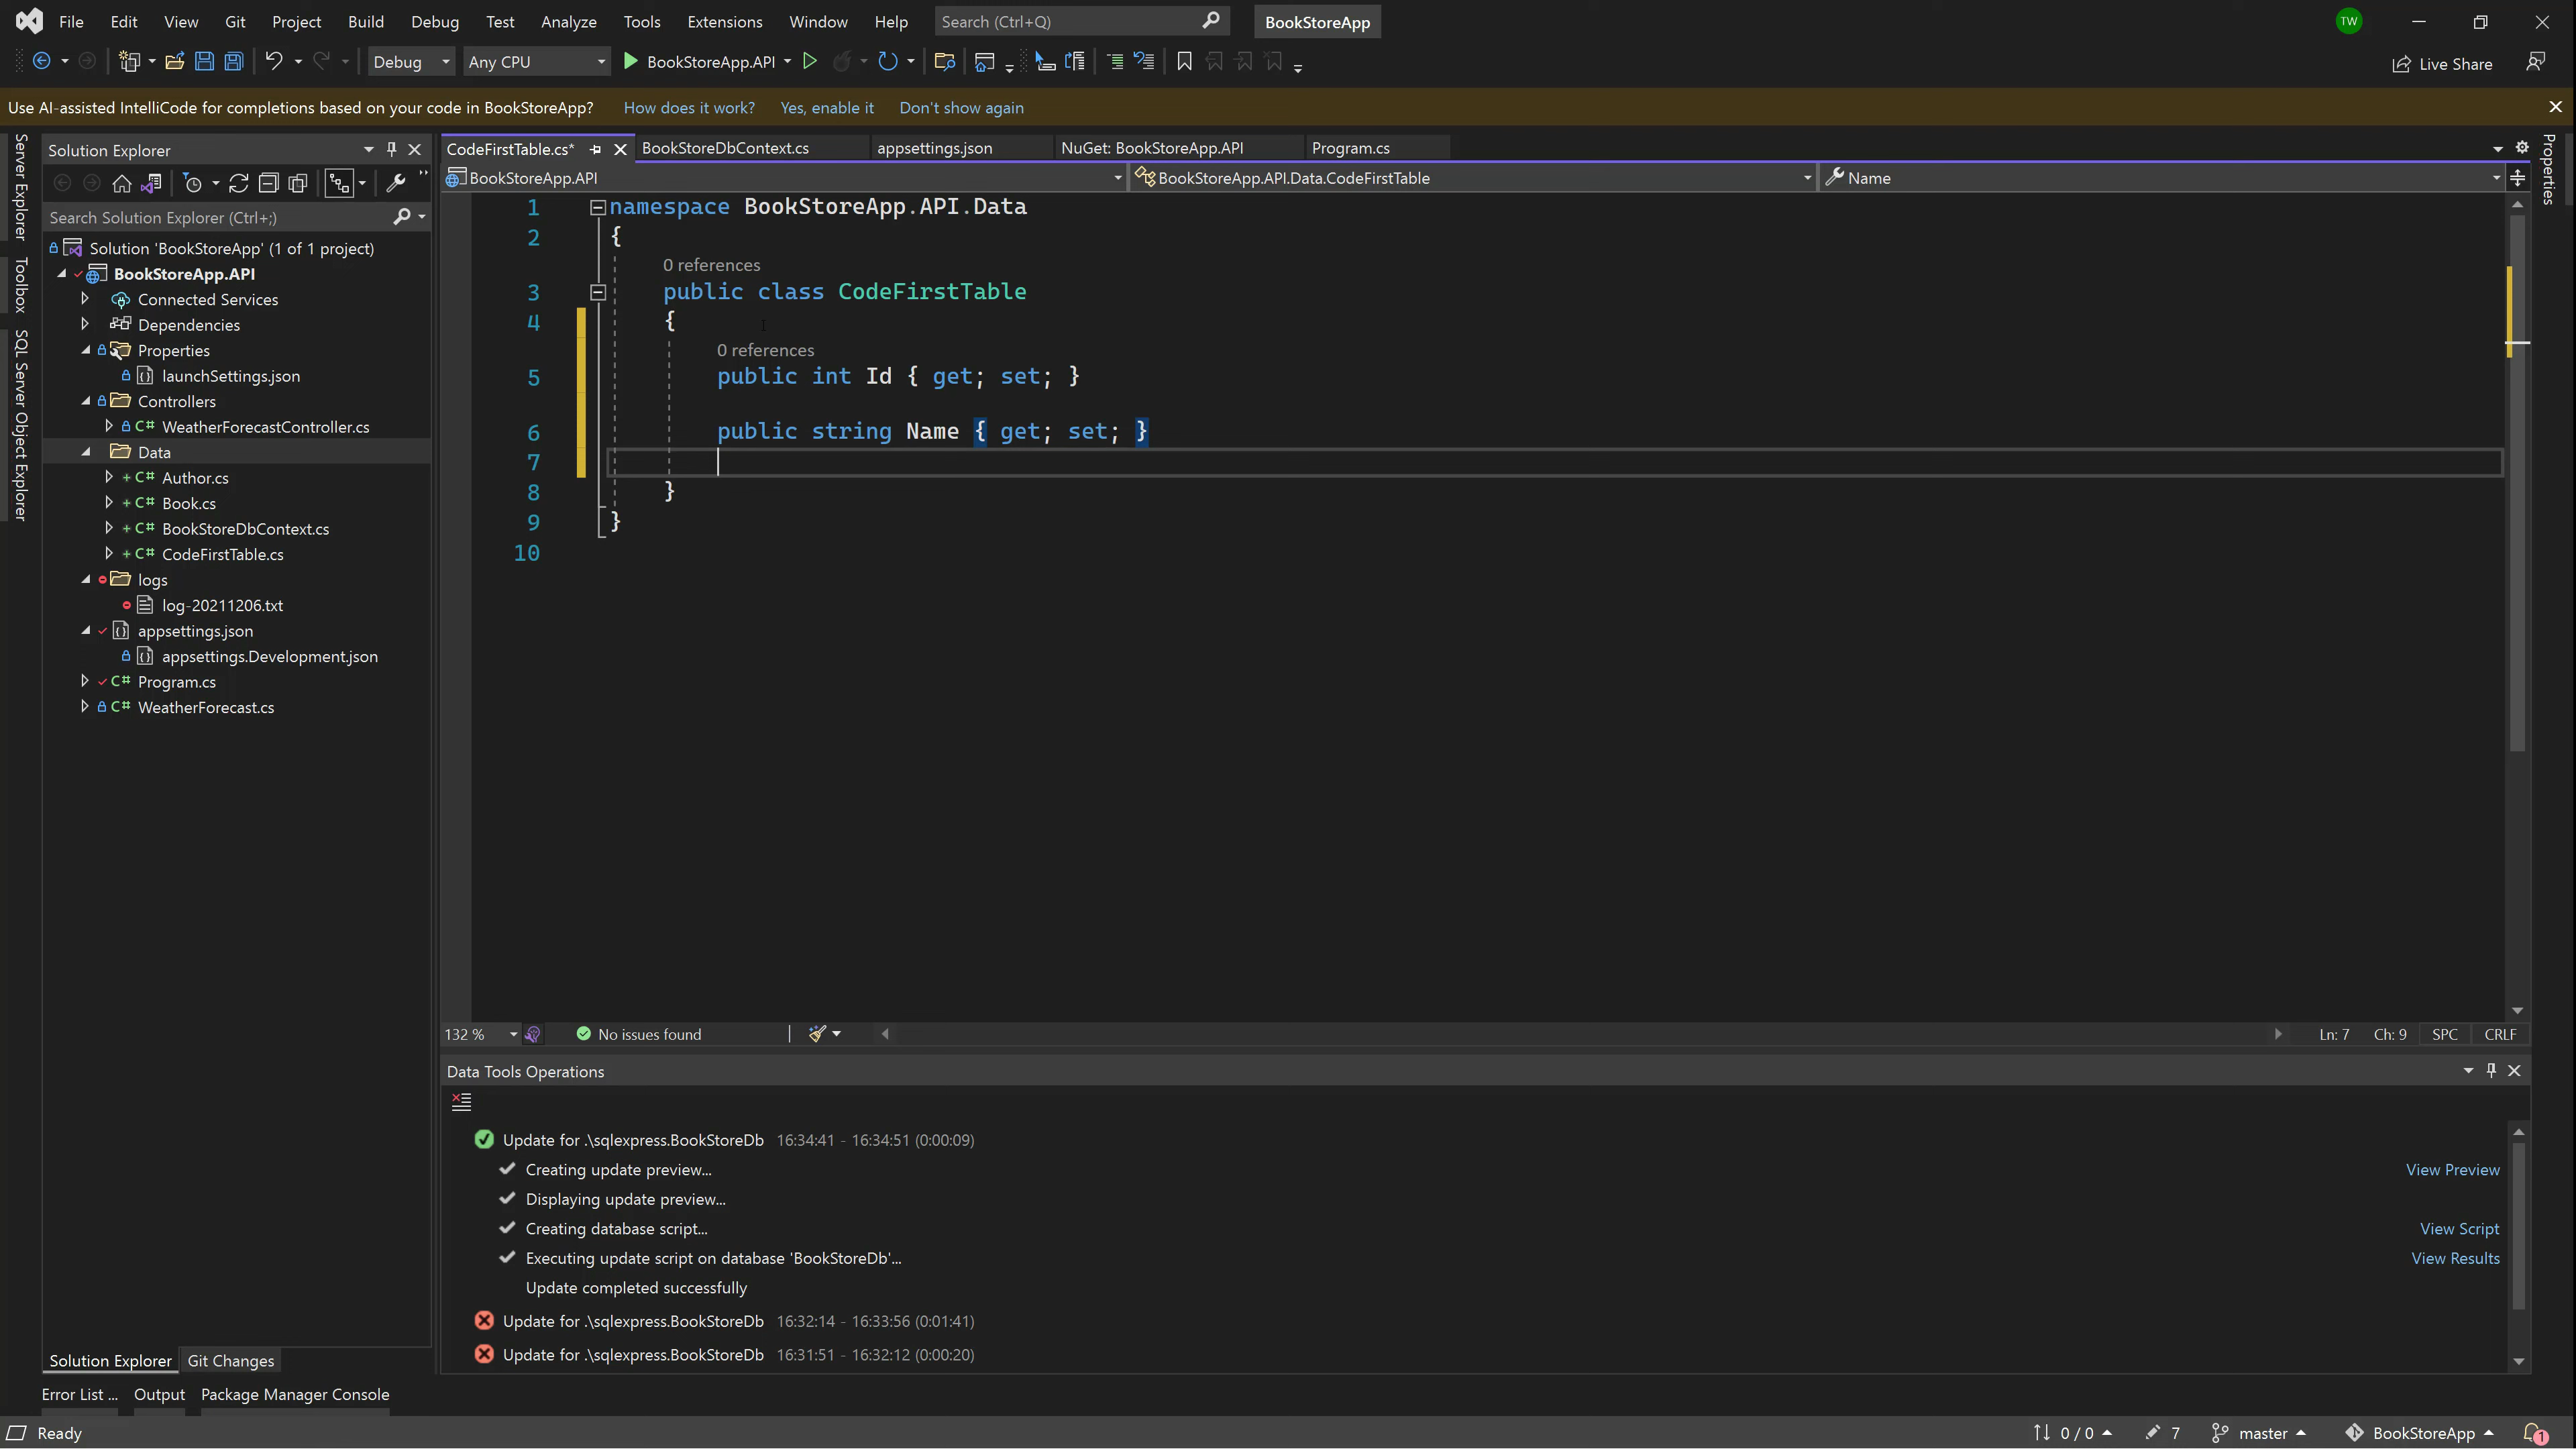 File Edit View Git Project Build Debug Test Analyze Tools Extensions Window Help Search (Ctrl+Q) BookStoreApp TW
Debug Any CPU BookStoreApp.API Live Share
Use AI-assisted IntelliCode for completions based on your code in BookStoreApp? How does it work? Yes, enable it Don't show again
Server Explorer
Toolbox
SQL Server Object Explorer
Solution Explorer
Search Solution Explorer (Ctrl+;)
Solution 'BookStoreApp' (1 of 1 project)
BookStoreApp.API
Connected Services
Dependencies
Properties
launchSettings.json
Controllers
C# WeatherForecastController.cs
Data
C# Author.cs
C# Book.cs
C# BookStoreDbContext.cs
C# CodeFirstTable.cs
logs
log-20211206.txt
appsettings.json
appsettings.Development.json
C# Program.cs
C# WeatherForecast.cs
Solution Explorer Git Changes
CodeFirstTable.cs* BookStoreDbContext.cs appsettings.json NuGet: BookStoreApp.API Program.cs
BookStoreApp.API BookStoreApp.API.Data.CodeFirstTable Name
1 namespace BookStoreApp.API.Data
2 {
0 references
3 public class CodeFirstTable
4 {
0 references
5 public int Id { get; set; }
6 public string Name { get; set; }
7
8 }
9 }
10
132 % No issues found Ln: 7 Ch: 9 SPC CRLF
Data Tools Operations
Update for .\sqlexpress.BookStoreDb 16:34:41 - 16:34:51 (0:00:09)
Creating update preview... View Preview
Displaying update preview...
Creating database script... View Script
Executing update script on database 'BookStoreDb'... View Results
Update completed successfully
Update for .\sqlexpress.BookStoreDb 16:32:14 - 16:33:56 (0:01:41)
Update for .\sqlexpress.BookStoreDb 16:31:51 - 16:32:12 (0:00:20)
Properties
Error List ... Output Package Manager Console
Ready 0 / 0 7 master BookStoreApp 1